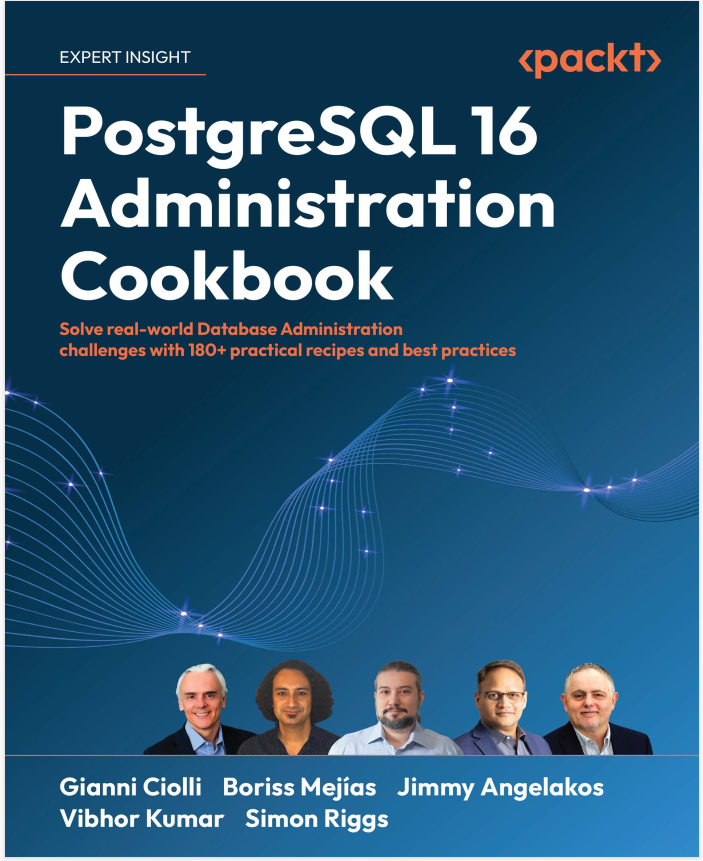 EXPERT INSIGHT
<packt>
PostgreSQL 16
Administration
Cookbook
Solve real-world Database Administration
challenges with 180+ practical recipes and best practices
Gianni Ciolli Boriss Mejías Jimmy Angelakos
Vibhor Kumar Simon Riggs